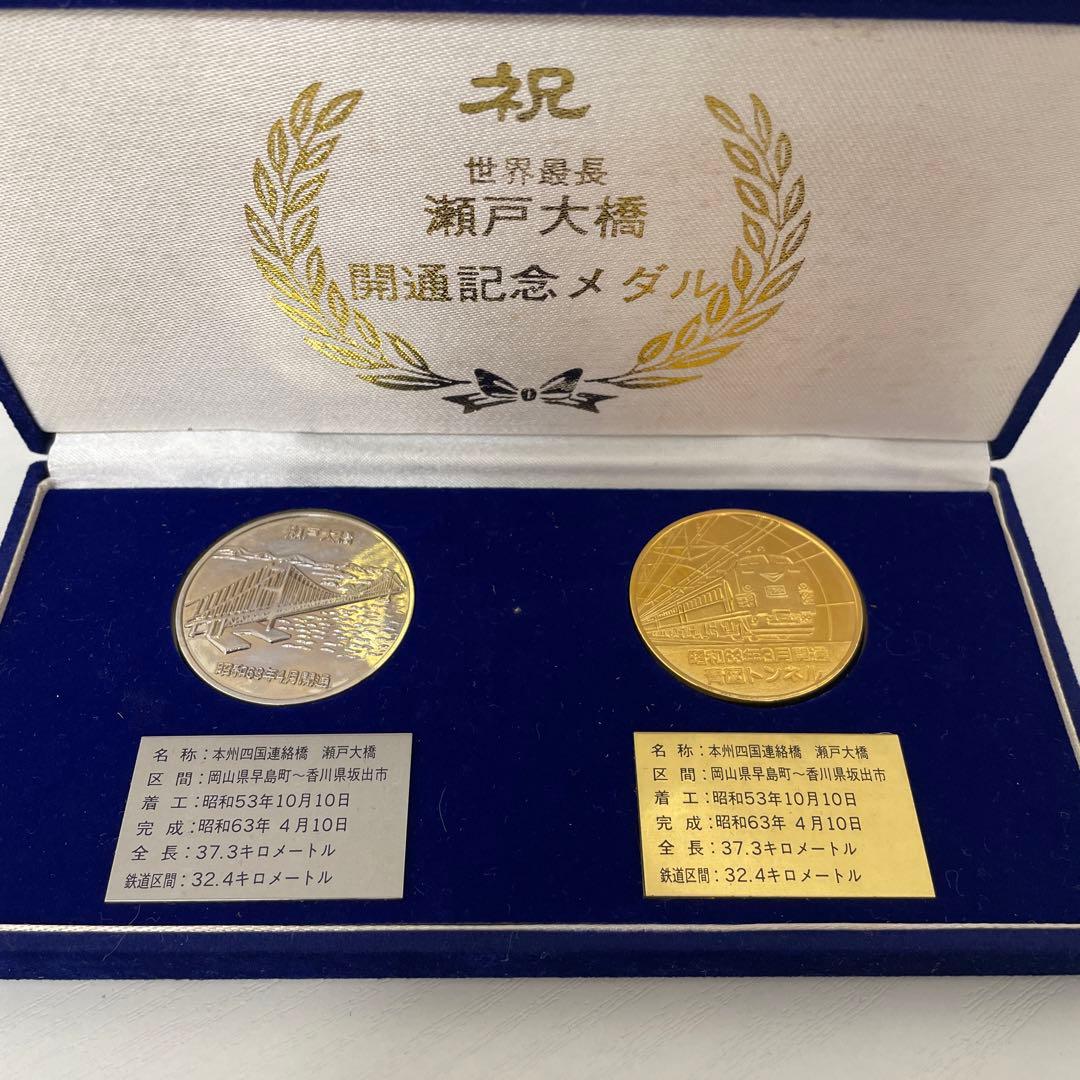 祝
世界最長
瀬戸大橋
開通記念メダル
瀬戸大橋
昭和63年4月開通
昭和63年3月開通
青函トンネル
名 称：本州四国連絡橋 瀬戸大橋
区 間：岡山県早島町～香川県坂出市
着 工：昭和53年10月10日
完 成：昭和63年 4月10日
全 長：37.3キロメートル
鉄道区間：32.4キロメートル
名 称：本州四国連絡橋 瀬戸大橋
区 間：岡山県早島町～香川県坂出市
着 工：昭和53年10月10日
完 成：昭和63年 4月10日
全 長：37.3キロメートル
鉄道区間：32.4キロメートル